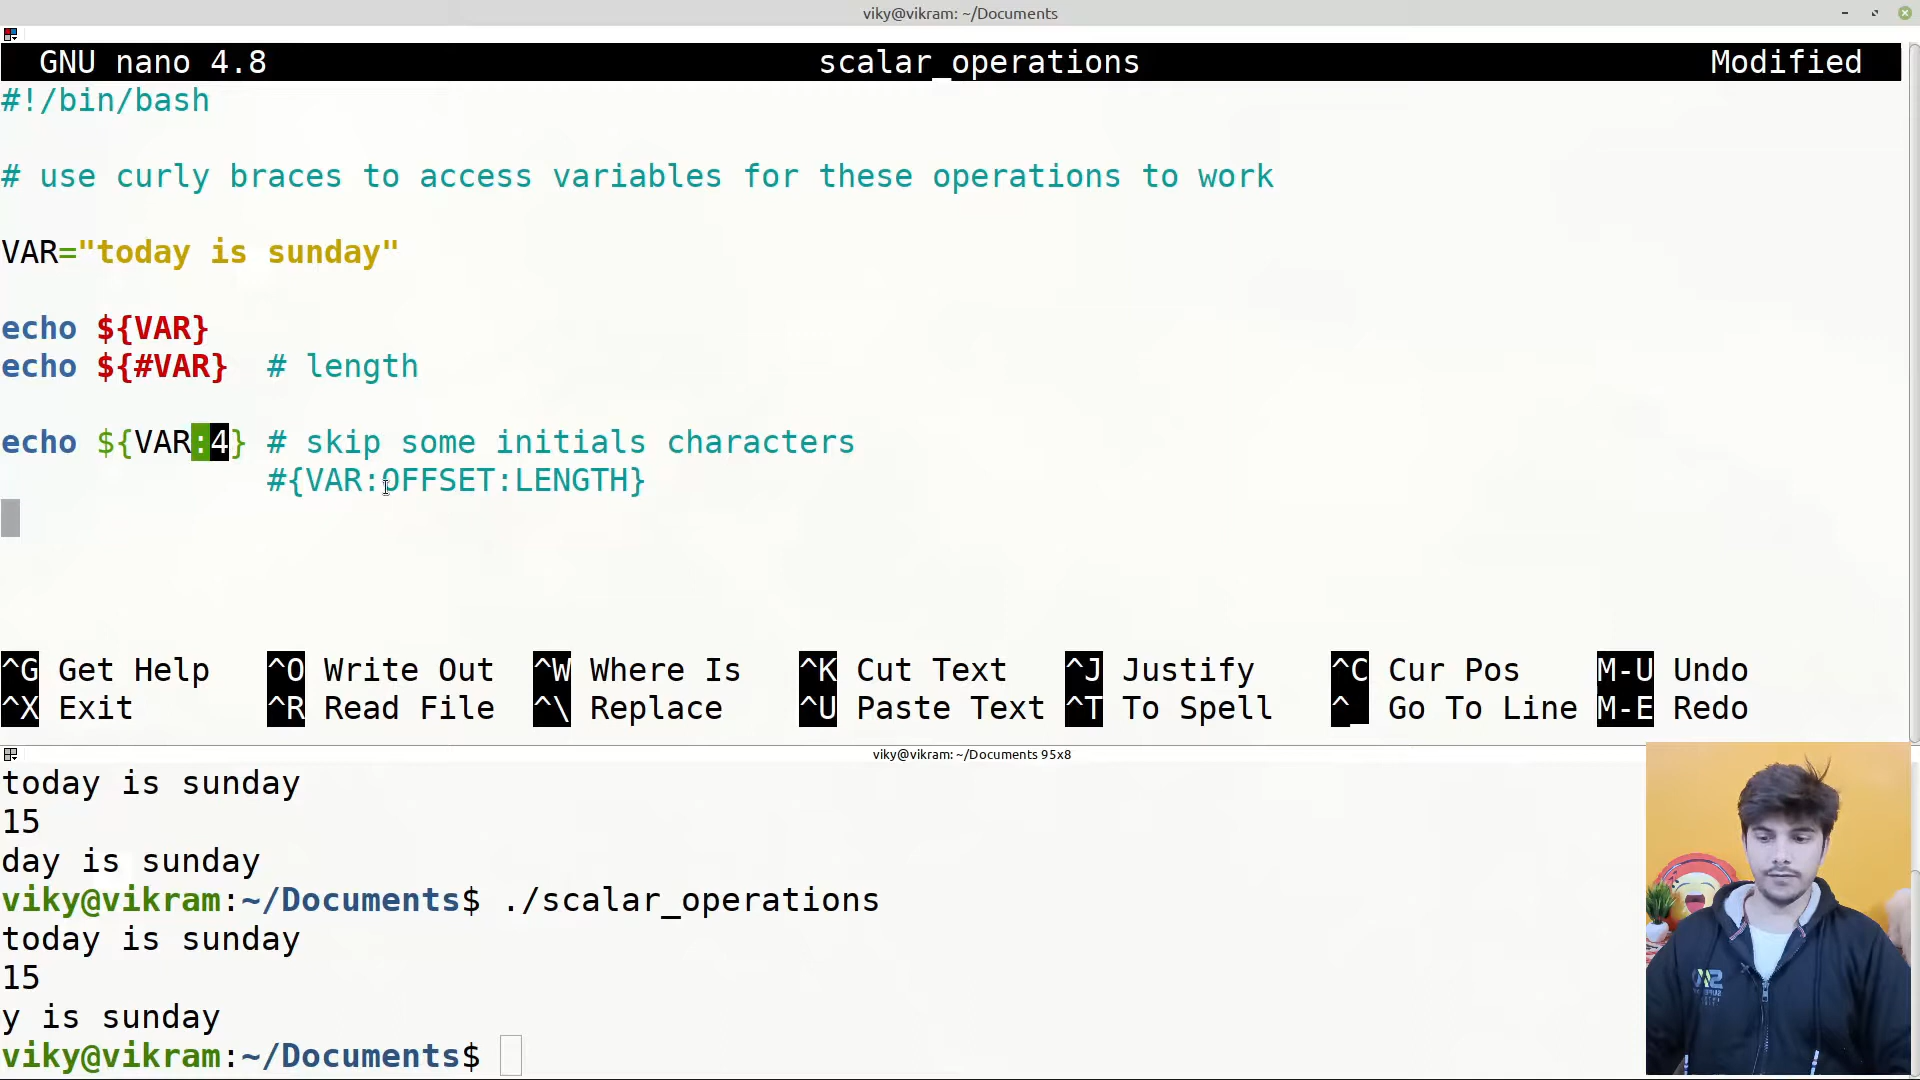 viky@vikram: ~/Documents
GNU nano 4.8 scalar_operations Modified
#!/bin/bash
# use curly braces to access variables for these operations to work
VAR="today is sunday"
echo ${VAR}
echo ${#VAR} # length
echo ${VAR:4} # skip some initials characters
#{VAR:OFFSET:LENGTH}
^G Get Help ^O Write Out ^W Where Is ^K Cut Text ^J Justify ^C Cur Pos M-U Undo
^X Exit ^R Read File ^\ Replace ^U Paste Text ^T To Spell ^_ Go To Line M-E Redo
viky@vikram: ~/Documents 95x8
today is sunday
15
day is sunday
viky@vikram:~/Documents$ ./scalar_operations
today is sunday
15
y is sunday
viky@vikram:~/Documents$